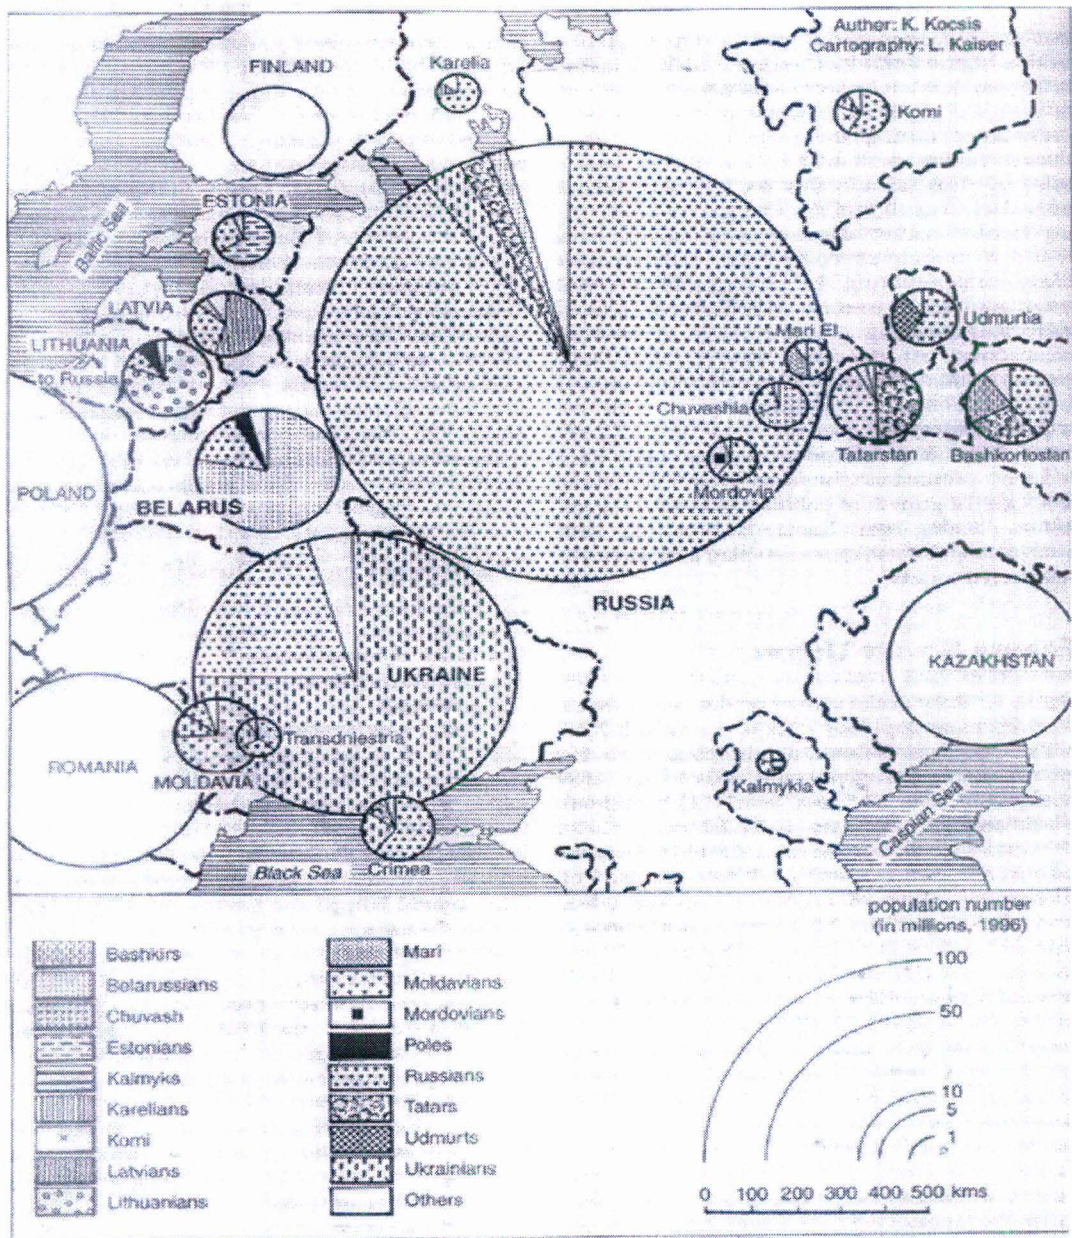 Auther: K. Kocsis
Cartography: L. Kaiser
FINLAND
Karelia
Komi
ESTONIA
Baltic Sea
LATVIA
LITHUANIA
to Russia
Mari El
Udmurtia
Chuvashia
Tatarstan
Bashkortostan
Mordovia
POLAND
BELARUS
RUSSIA
UKRAINE
KAZAKHSTAN
Transdniestria
ROMANIA
MOLDAVIA
Kalmykia
Caspian Sea
Black Sea
Crimea
population number
(in millions, 1996)
Bashkirs
Belarussians
Chuvash
Estonians
Kalmyks
Karelians
Komi
Latvians
Lithuanians
Mari
Moldavians
Mordovians
Poles
Russians
Tatars
Udmurts
Ukrainians
Others
100
50
10
5
1
0 100 200 300 400 500 kms